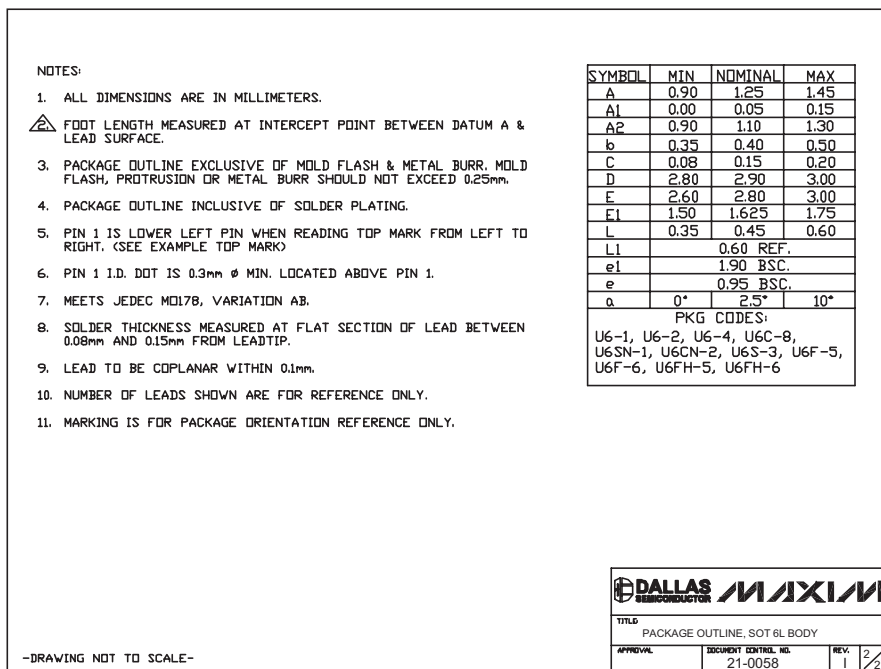 NOTES:
1. ALL DIMENSIONS ARE IN MILLIMETERS.
2. FOOT LENGTH MEASURED AT INTERCEPT POINT BETWEEN DATUM A &
LEAD SURFACE.
3. PACKAGE OUTLINE EXCLUSIVE OF MOLD FLASH & METAL BURR. MOLD
FLASH, PROTRUSION OR METAL BURR SHOULD NOT EXCEED 0.25mm.
4. PACKAGE OUTLINE INCLUSIVE OF SOLDER PLATING.
5. PIN 1 IS LOWER LEFT PIN WHEN READING TOP MARK FROM LEFT TO
RIGHT. (SEE EXAMPLE TOP MARK)
6. PIN 1 I.D. DOT IS 0.3mm ø MIN. LOCATED ABOVE PIN 1.
7. MEETS JEDEC MO178, VARIATION AB.
8. SOLDER THICKNESS MEASURED AT FLAT SECTION OF LEAD BETWEEN
0.08mm AND 0.15mm FROM LEADTIP.
9. LEAD TO BE COPLANAR WITHIN 0.1mm.
10. NUMBER OF LEADS SHOWN ARE FOR REFERENCE ONLY.
11. MARKING IS FOR PACKAGE ORIENTATION REFERENCE ONLY.
SYMBOL MIN NOMINAL MAX
A 0.90 1.25 1.45
A1 0.00 0.05 0.15
A2 0.90 1.10 1.30
b 0.35 0.40 0.50
C 0.08 0.15 0.20
D 2.80 2.90 3.00
E 2.60 2.80 3.00
E1 1.50 1.625 1.75
L 0.35 0.45 0.60
L1 0.60 REF.
e1 1.90 BSC.
e 0.95 BSC.
α 0° 2.5° 10°
PKG CODES:
U6-1, U6-2, U6-4, U6C-8,
U6SN-1, U6CN-2, U6S-3, U6F-5,
U6F-6, U6FH-5, U6FH-6
-DRAWING NOT TO SCALE-
DALLAS SEMICONDUCTOR MAXIM
TITLE:
PACKAGE OUTLINE, SOT 6L BODY
APPROVAL DOCUMENT CONTROL NO. REV.
21-0058 I 2/2